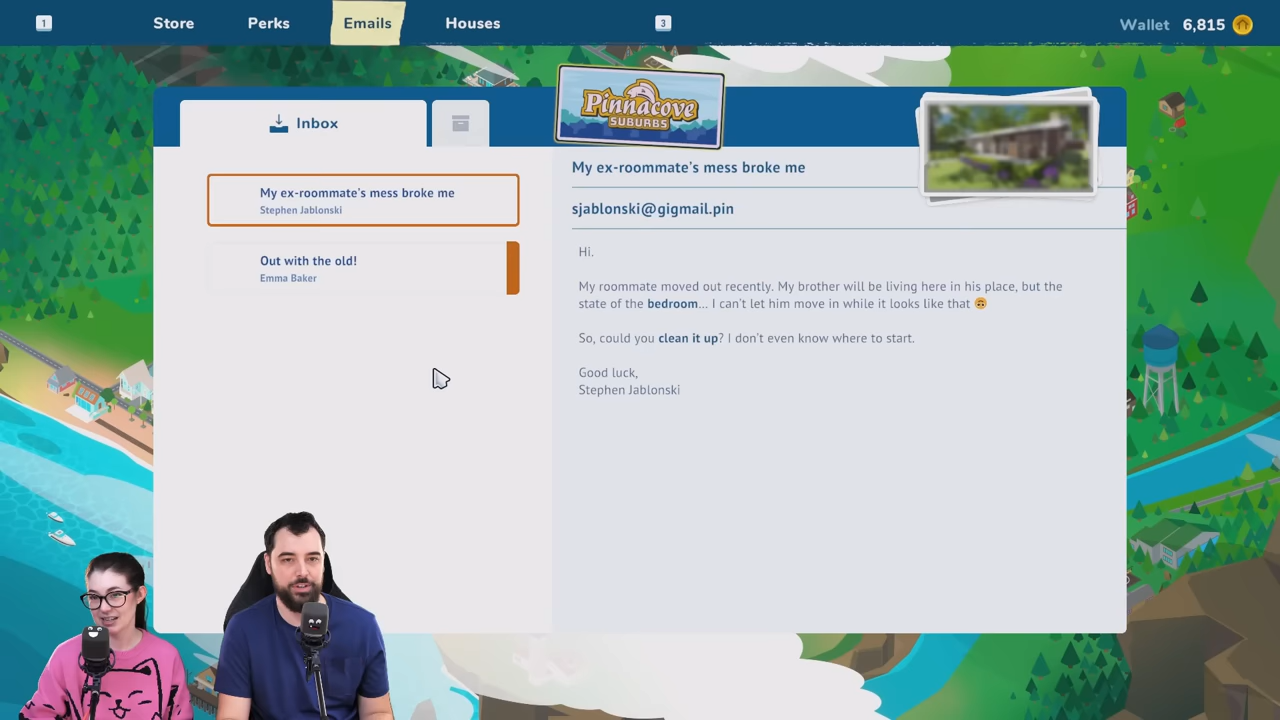 1
Store
Perks
Emails
Houses
3
Wallet 6,815
Inbox
Pinnacove
SUBURBS
My ex-roommate's mess broke me
Stephen Jablonski
Out with the old!
Emma Baker
My ex-roommate's mess broke me
sjablonski@gigmail.pin
Hi.
My roommate moved out recently. My brother will be living here in his place, but the
state of the bedroom... I can't let him move in while it looks like that 🙃
So, could you clean it up? I don't even know where to start.
Good luck,
Stephen Jablonski